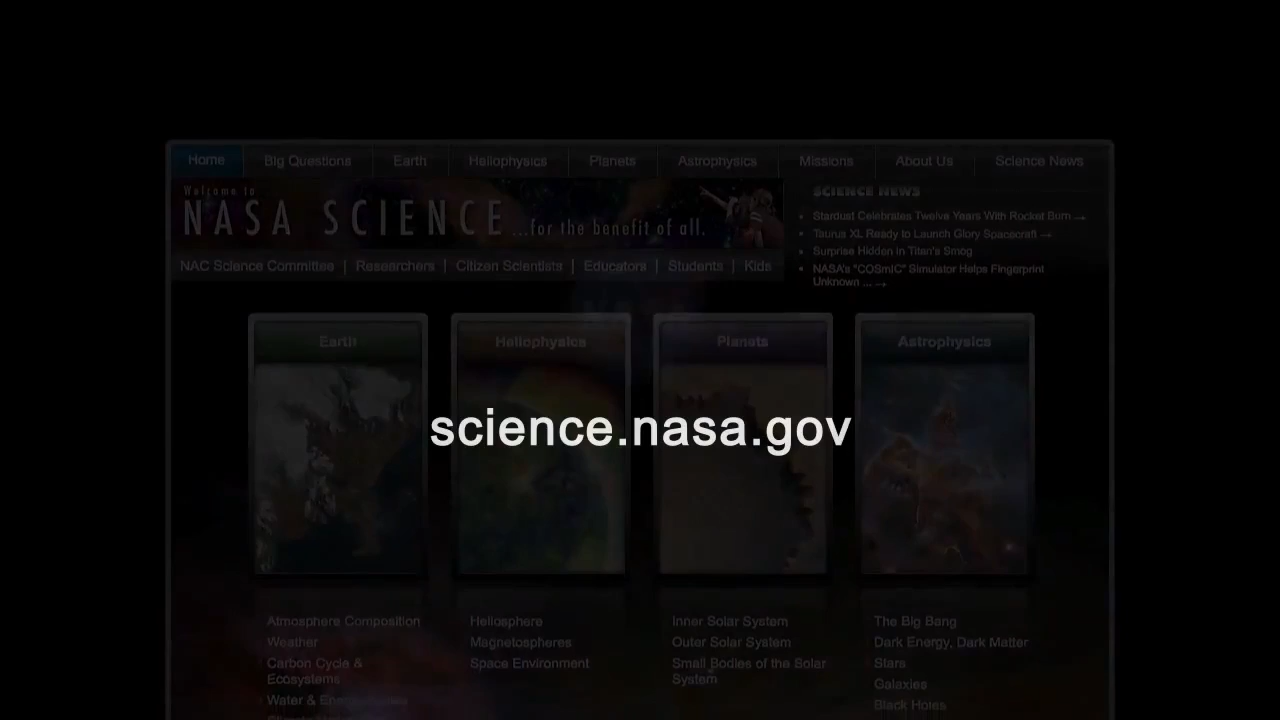 Home Big Questions Earth Heliophysics Planets Astrophysics Missions About Us Science News
Welcome to
NASA SCIENCE ...for the benefit of all.
NAC Science Committee | Researchers | Citizen Scientists | Educators | Students | Kids
SCIENCE NEWS
Stardust Celebrates Twelve Years With Rocket Burn →
Taurus XL Ready to Launch Glory Spacecraft →
Surprise Hidden in Titan's Smog
NASA's "COSmIC" Simulator Helps Fingerprint
Unknown ... →
Earth Heliophysics Planets Astrophysics
science.nasa.gov
Atmosphere Composition
Weather
Carbon Cycle &
Ecosystems
Water &
Heliosphere
Magnetospheres
Space Environment
Inner Solar System
Outer Solar System
Small Bodies of the Solar
System
The Big Bang
Dark Energy, Dark Matter
Stars
Galaxies
Black Holes